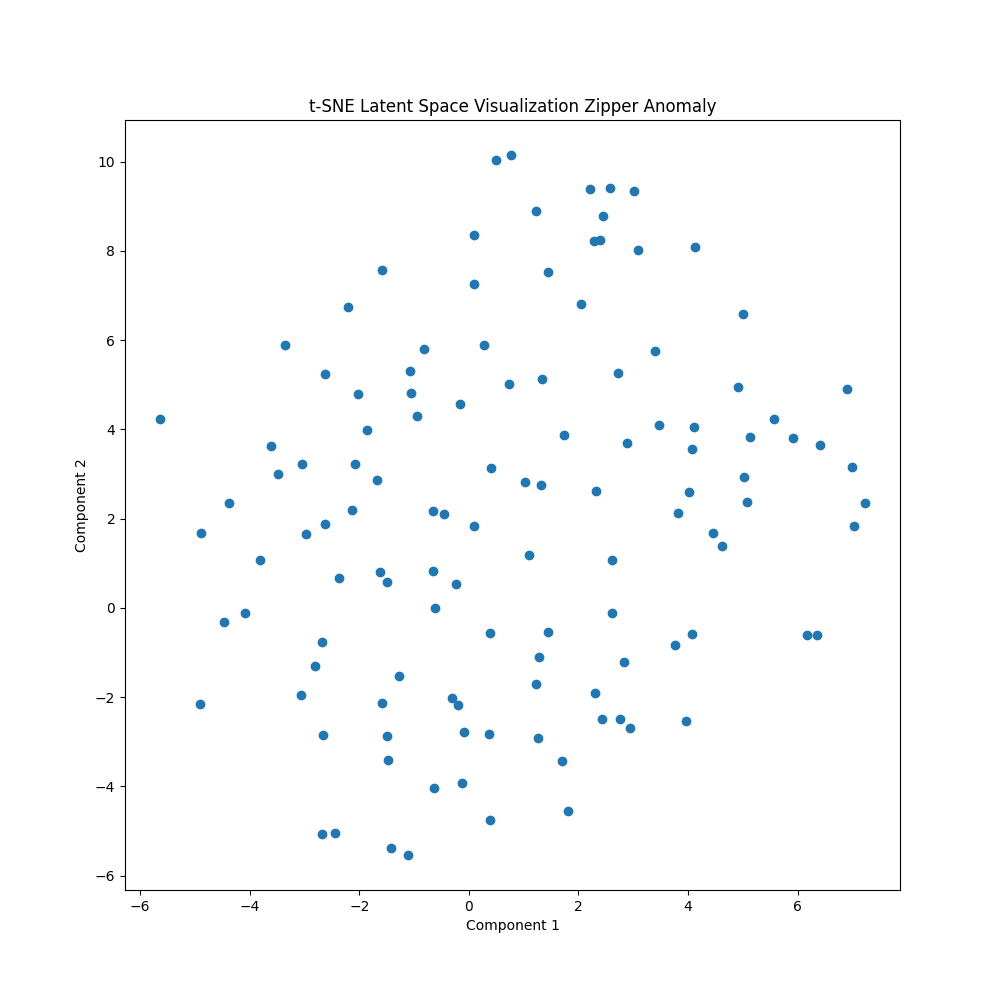 t-SNE Latent Space Visualization Zipper Anomaly
10
8
6
4
2
0
−2
−4
−6
Component 2
−6 −4 −2 0 2 4 6
Component 1